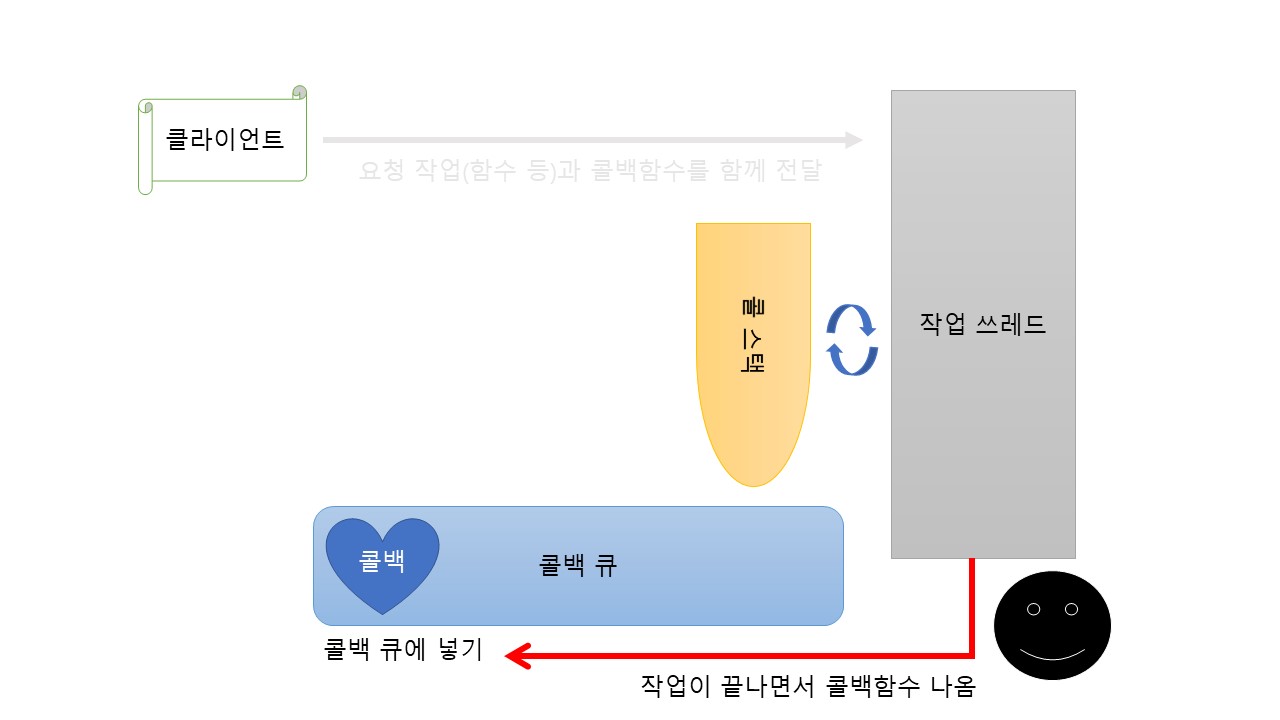 클라이언트
요청 작업(함수 등)과 콜백함수를 함께 전달
콜 스택
작업 쓰레드
콜백
콜백 큐
콜백 큐에 넣기
작업이 끝나면서 콜백함수 나옴